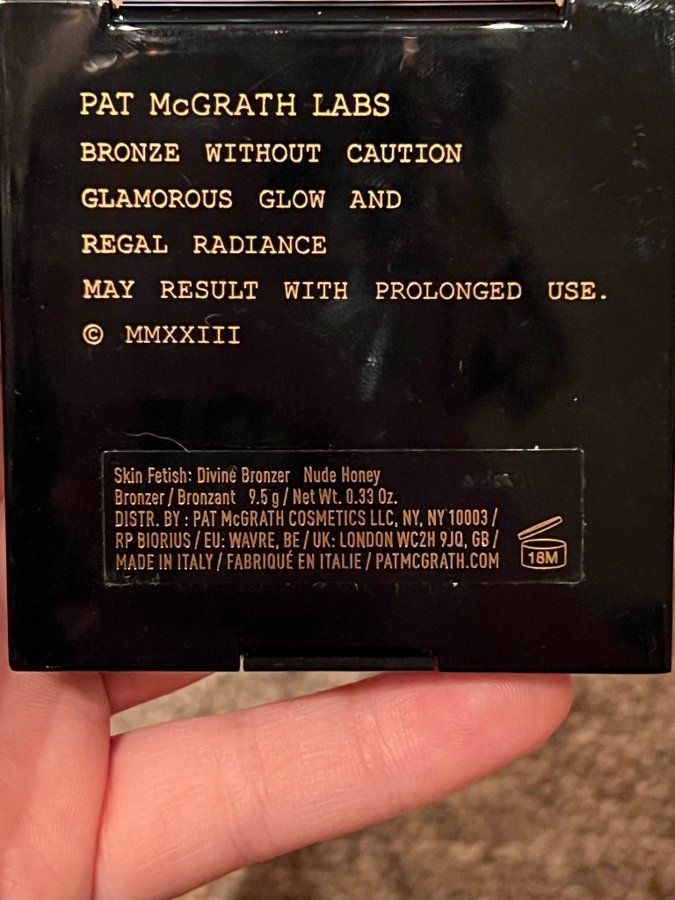 PAT McGRATH LABS
BRONZE WITHOUT CAUTION
GLAMOROUS GLOW AND
REGAL RADIANCE
MAY RESULT WITH PROLONGED USE.
© MMXXIII
Skin Fetish: Divine Bronzer Nude Honey
Bronzer / Bronzant 9.5 g / Net Wt. 0.33 Oz.
DISTR. BY : PAT McGRATH COSMETICS LLC, NY, NY 10003 /
RP BIORIUS / EU: WAVRE, BE / UK: LONDON WC2H 9JQ, GB /
MADE IN ITALY / FABRIQUÉ EN ITALIE / PATMCGRATH.COM
18M